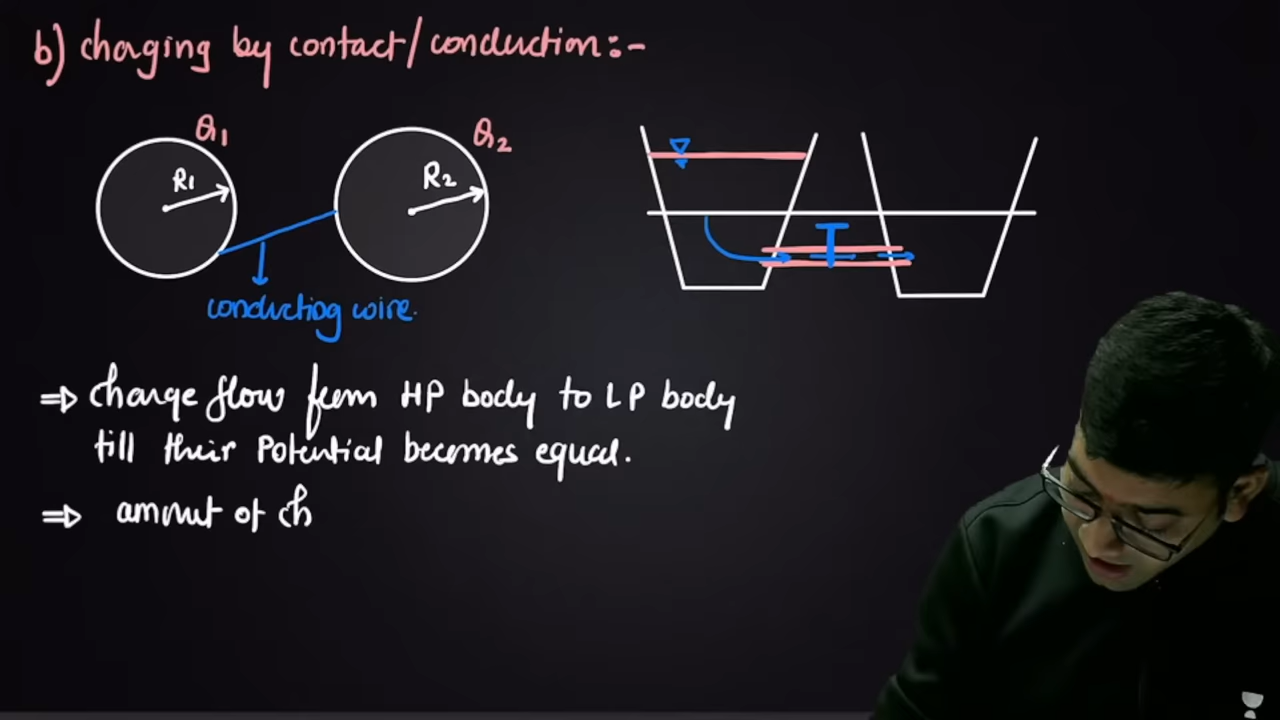 b) charging by contact/conduction:-
Q1
Q2
R1
R2
conducting wire.
⇒ charge flow from HP body to LP body
till their Potential becomes equal.
⇒ amount of ch